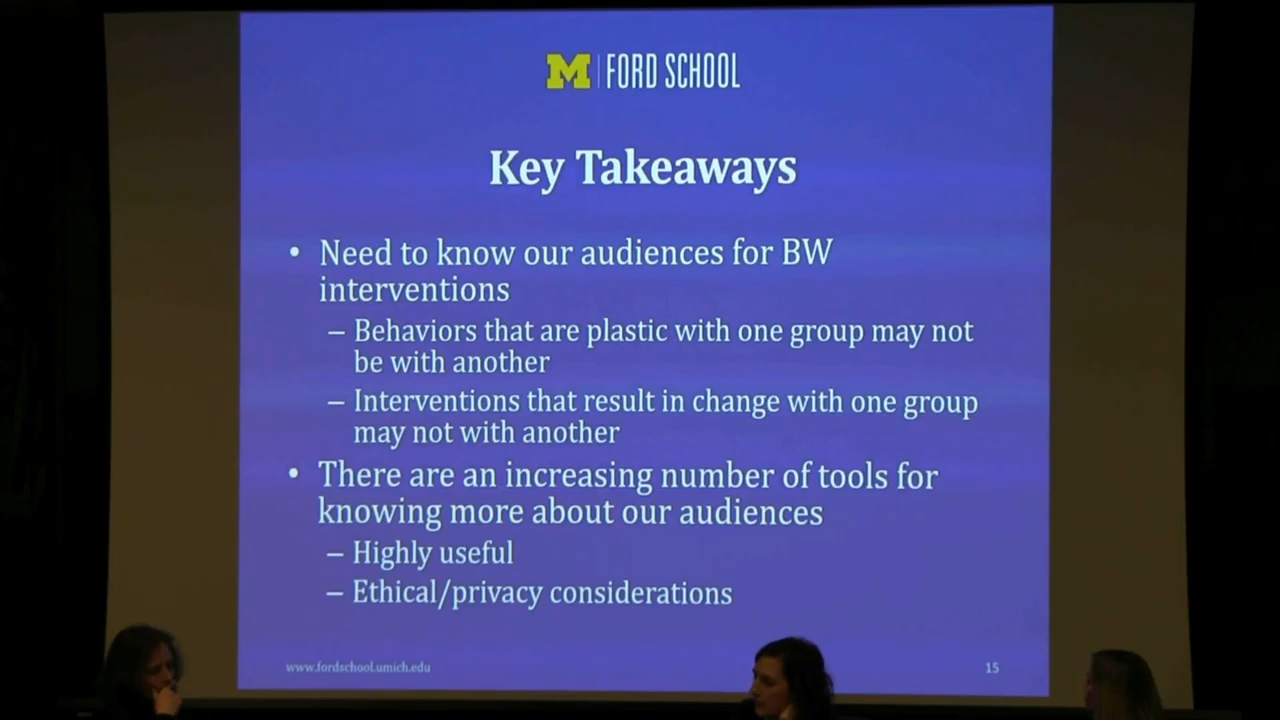 M | FORD SCHOOL
Key Takeaways
• Need to know our audiences for BW
interventions
– Behaviors that are plastic with one group may not
be with another
– Interventions that result in change with one group
may not with another
• There are an increasing number of tools for
knowing more about our audiences
– Highly useful
– Ethical/privacy considerations
www.fordschool.umich.edu
15